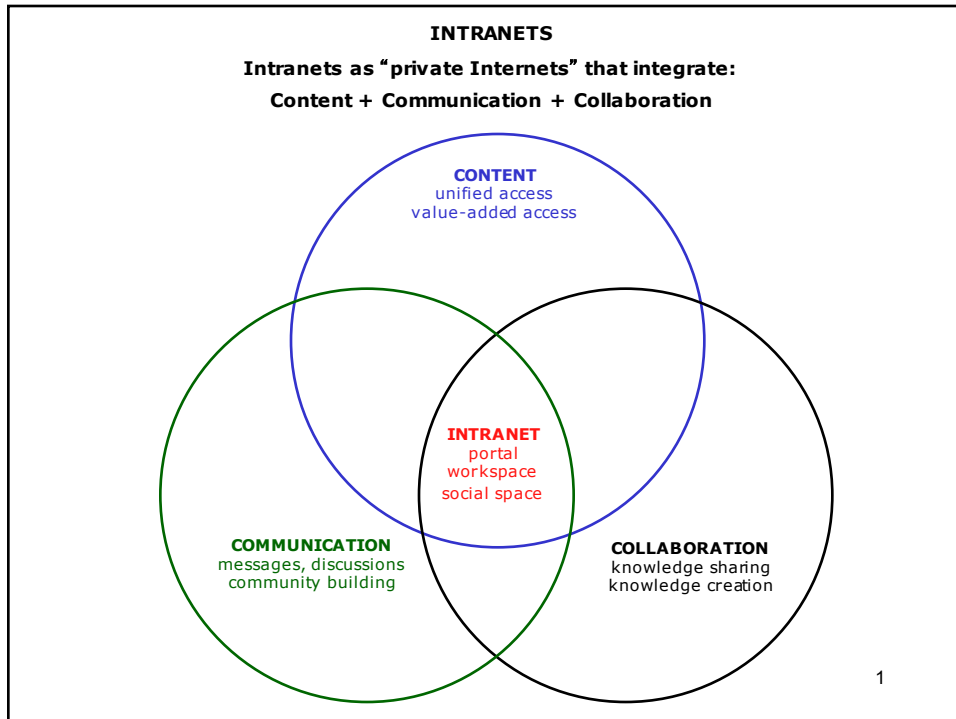 INTRANETS
Intranets as “private Internets” that integrate:
Content + Communication + Collaboration
CONTENT
unified access
value-added access
INTRANET
portal
workspace
social space
COMMUNICATION
messages, discussions
community building
COLLABORATION
knowledge sharing
knowledge creation
1